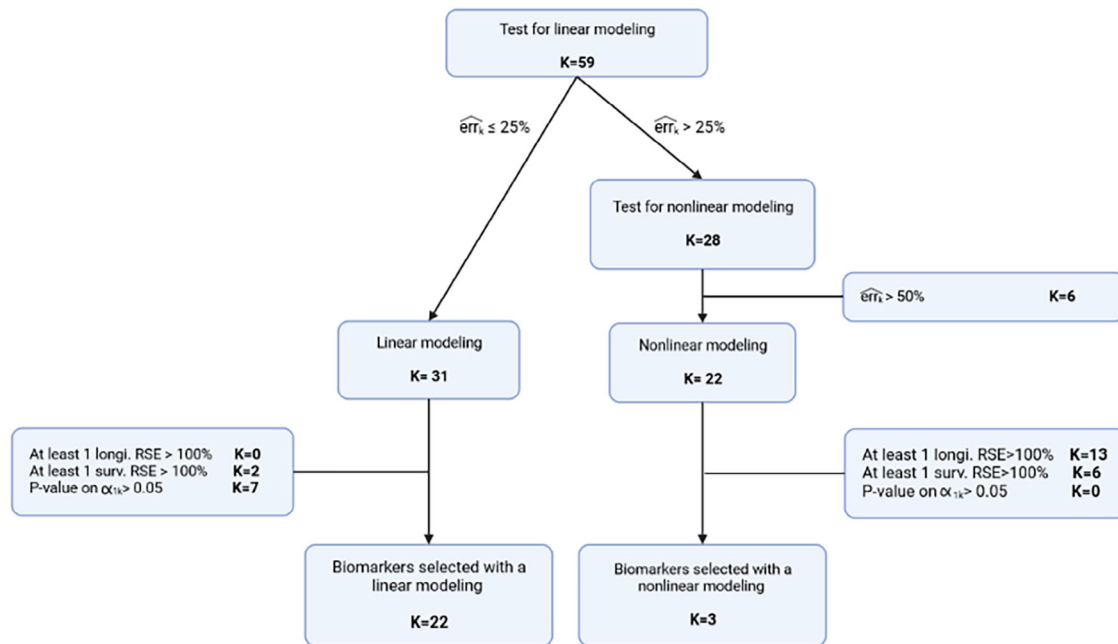 Test for linear modeling
K=59
err̂ₖ ≤ 25%
err̂ₖ > 25%
Test for nonlinear modeling
K=28
err̂ₖ > 50% K=6
Linear modeling
K= 31
Nonlinear modeling
K= 22
At least 1 longi. RSE > 100% K=0
At least 1 surv. RSE > 100% K=2
P-value on α₁ₖ> 0.05 K=7
At least 1 longi. RSE>100% K=13
At least 1 surv. RSE>100% K=6
P-value on α₁ₖ> 0.05 K=0
Biomarkers selected with a
linear modeling
K=22
Biomarkers selected with a
nonlinear modeling
K=3